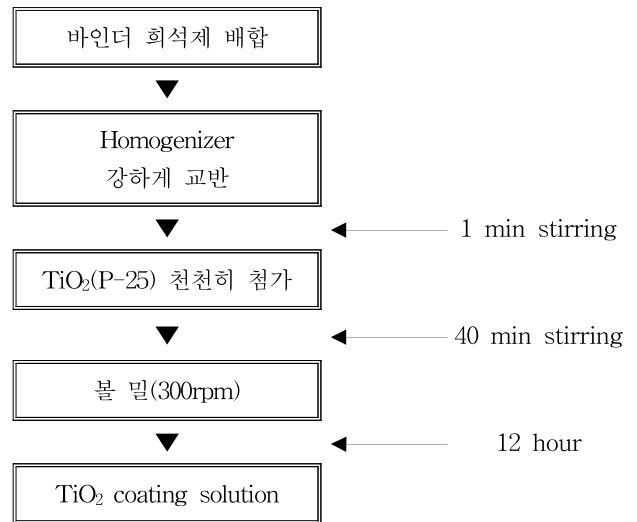 바인더 희석제 배합
Homogenizer
강하게 교반
1 min stirring
TiO₂(P-25) 천천히 첨가
40 min stirring
볼 밀(300rpm)
12 hour
TiO₂ coating solution